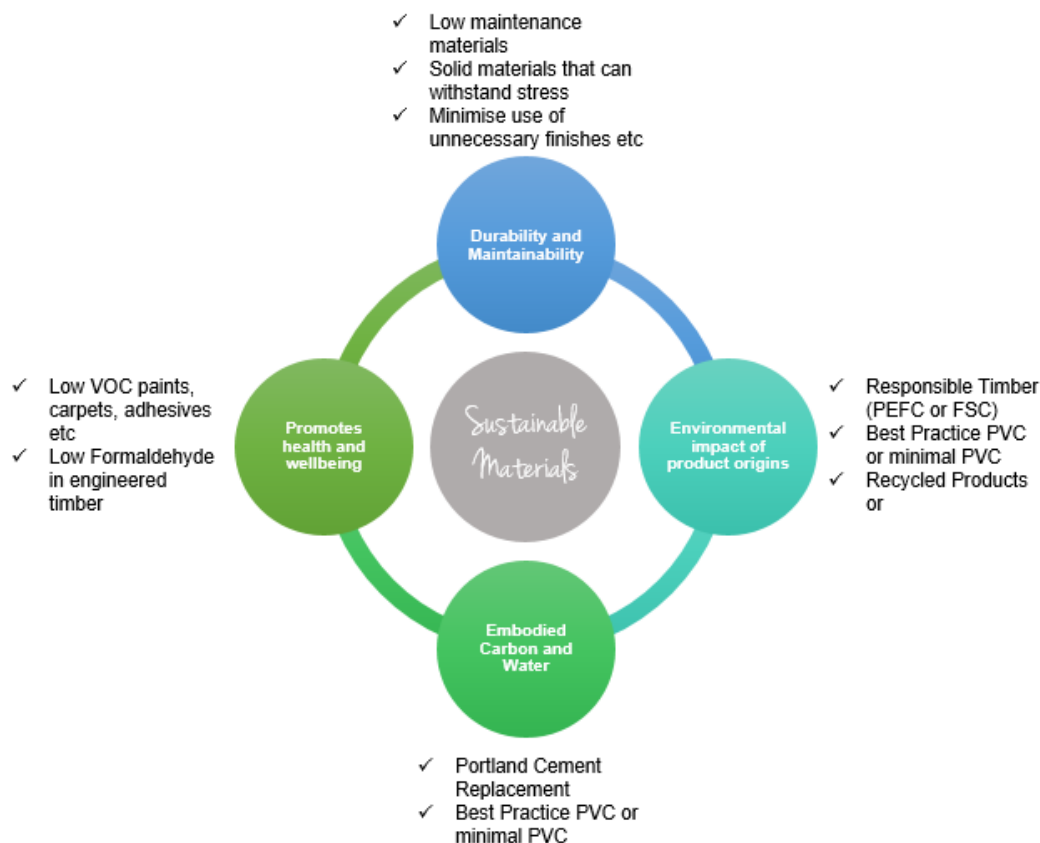 ✓ Low maintenance
materials
✓ Solid materials that can
withstand stress
✓ Minimise use of
unnecessary finishes etc
Durability and
Maintainability
✓ Low VOC paints,
carpets, adhesives
etc
✓ Low Formaldehyde
in engineered
timber
Promotes
health and
wellbeing
Sustainable
Materials
Environmental
impact of
product origins
✓ Responsible Timber
(PEFC or FSC)
✓ Best Practice PVC
or minimal PVC
✓ Recycled Products
or
Embodied
Carbon and
Water
✓ Portland Cement
Replacement
✓ Best Practice PVC or
minimal PVC